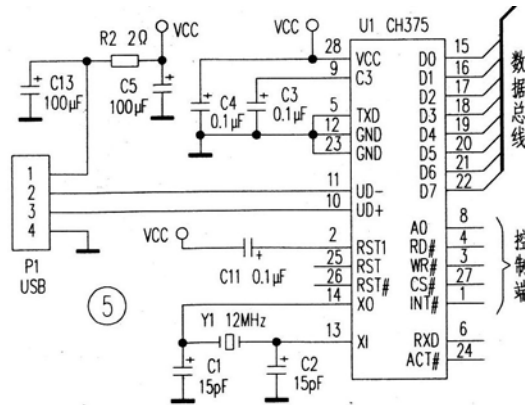 U1 CH375
VCC
R2 2Ω
VCC
28
VCC
D0
15
9
C3
D1
16
C13
100μF
C5
100μF
D2
17
C4
0.1μF
C3
0.1μF
5
TXD
D3
18
12
GND
D4
19
23
GND
D5
20
D6
21
D7
22
数据总线
1
2
3
4
11
UD-
10
UD+
P1
USB
A0
8
VCC
2
RST1
RD#
4
C11 0.1μF
25
RST
WR#
3
26
RST#
CS#
27
14
XO
INT#
1
控制端
⑤
Y1 12MHz
13
XI
RXD
6
ACT#
24
C1
15pF
C2
15pF